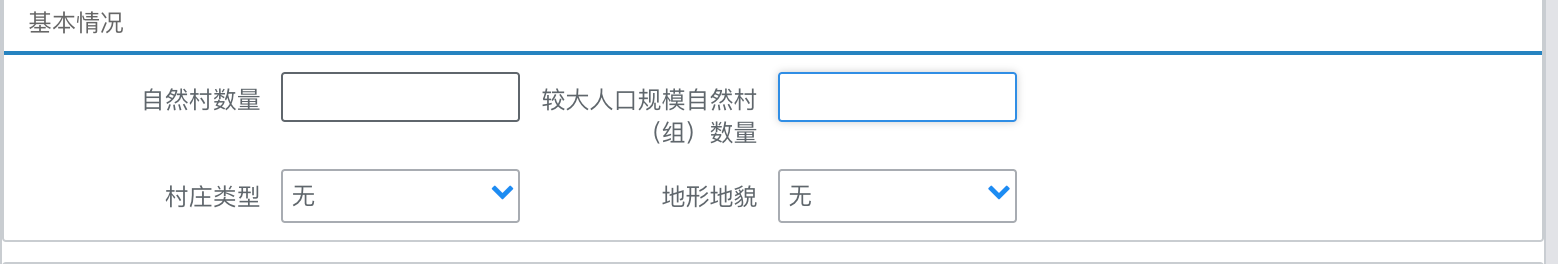 基本情况
自然村数量
较大人口规模自然村
（组）数量
村庄类型
无
地形地貌
无